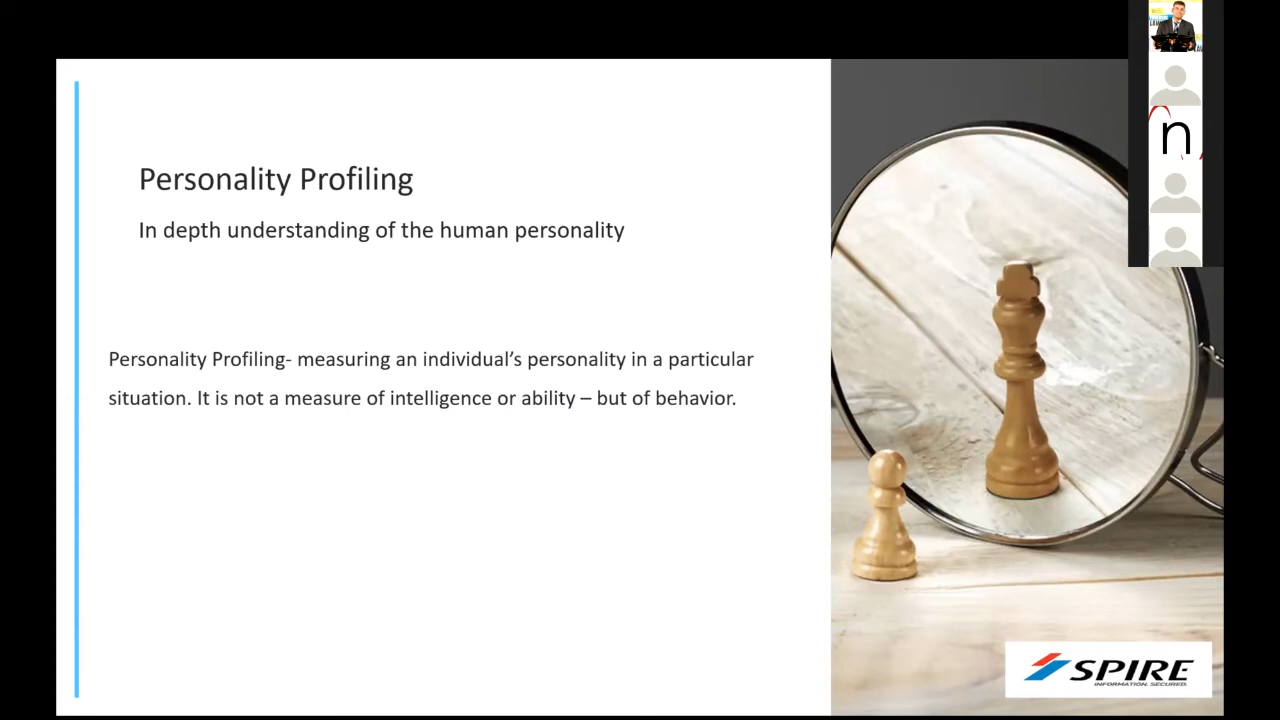 Personality Profiling
In depth understanding of the human personality
Personality Profiling- measuring an individual’s personality in a particular
situation. It is not a measure of intelligence or ability – but of behavior.
n
SPIRE
INFORMATION. SECURED.